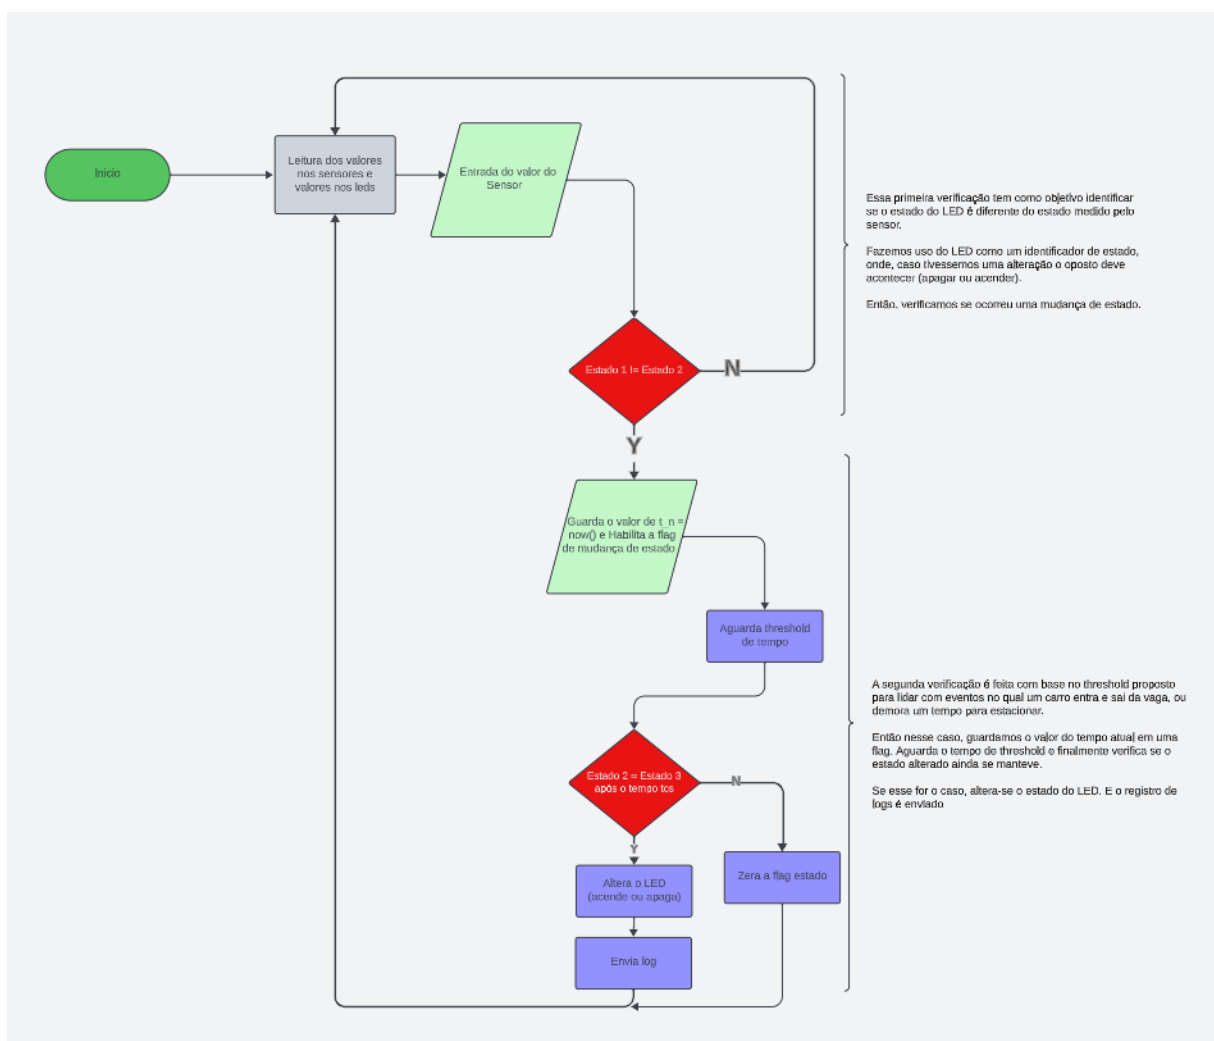 Inicio
Leitura dos valores
nos sensores e
valores nos leds
Entrada do valor do
Sensor
Essa primeira verificação tem como objetivo identificar
se o estado do LED é diferente do estado medido pelo
sensor.
Fazemos uso do LED como um identificador de estado,
onde, caso tivessemos uma alteração o oposto deve
acontecer (apagar ou acender).
Então, verificamos se ocorreu uma mudança de estado.
Estado 1 != Estado 2
N
Y
Guarda o valor de t_n =
now() e Habilita a flag
de mudança de estado
Aguarda threshold
de tempo
A segunda verificação é feita com base no threshold proposto
para lidar com eventos no qual um carro entra e sai da vaga, ou
demora um tempo para estacionar.
Então nesse caso, guardamos o valor do tempo atual em uma
flag. Aguarda o tempo de threshold e finalmente verifica se o
estado alterado ainda se manteve.
Se esse for o caso, altera-se o estado do LED. E o registro de
logs é enviado
Estado 2 = Estado 3
após o tempo tcs
N
Y
Altera o LED
(acende ou apaga)
Zera a flag estado
Envia log